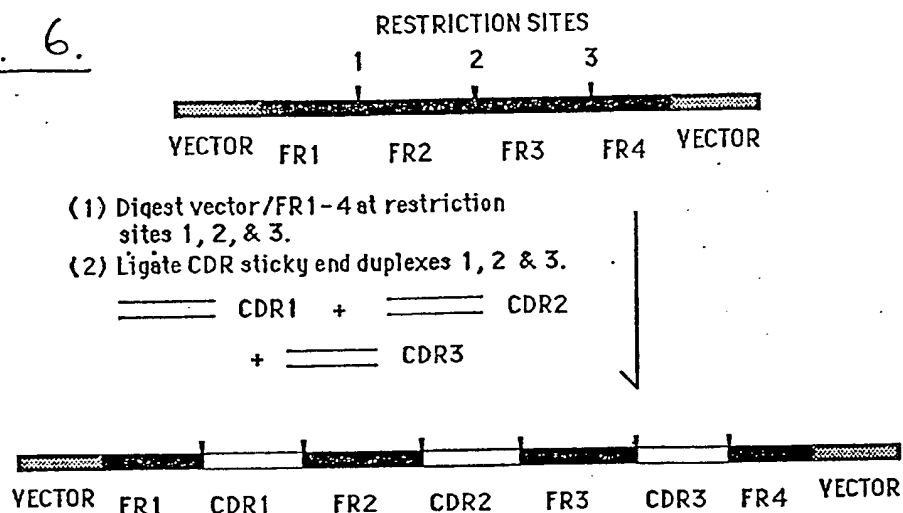 . 6.
RESTRICTION SITES
1 2 3
VECTOR FR1 FR2 FR3 FR4 VECTOR
(1) Digest vector/FR1-4 at restriction
sites 1, 2, & 3.
(2) Ligate CDR sticky end duplexes 1, 2 & 3.
CDR1 + CDR2
+ CDR3
VECTOR FR1 CDR1 FR2 CDR2 FR3 CDR3 FR4 VECTOR